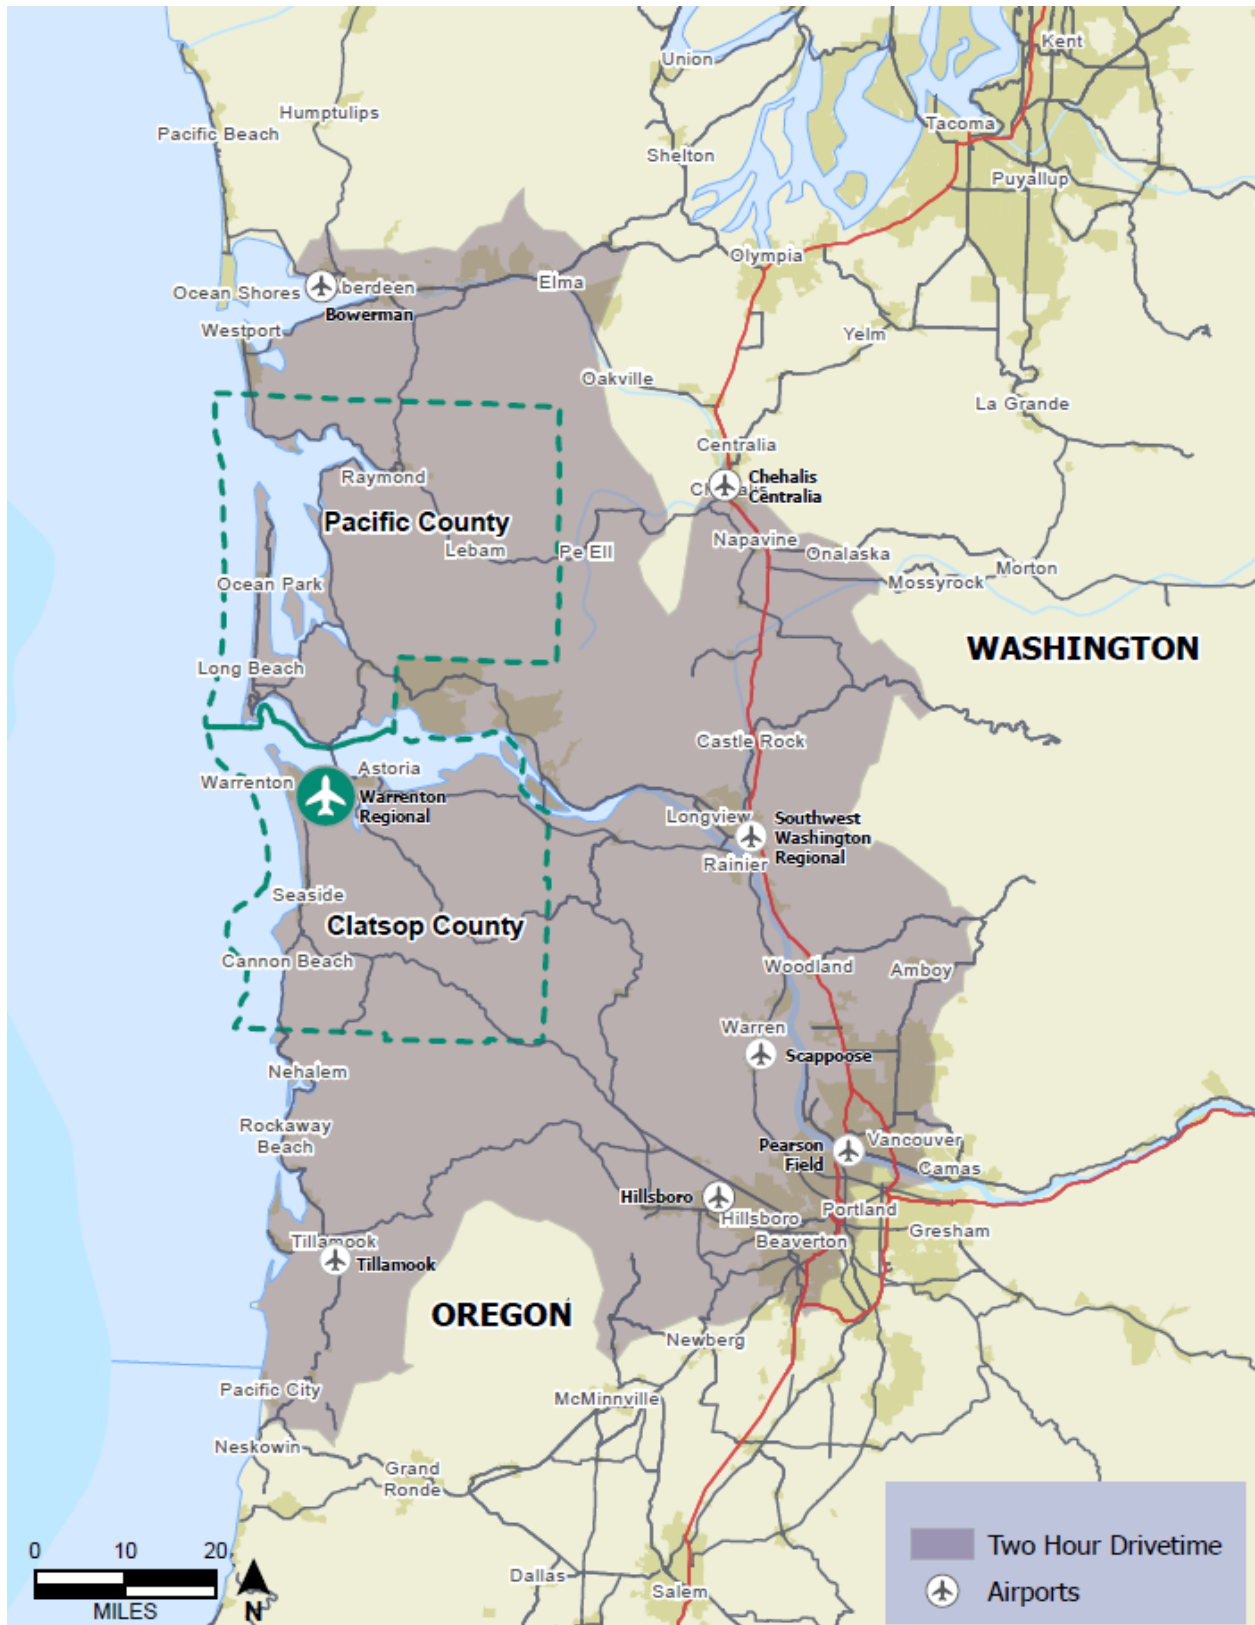 Kent
Union
Humptulips
Tacoma
Pacific Beach
Shelton
Puyallup
Olympia
Elma
Ocean Shores
Aberdeen
Bowerman
Westport
Yelm
Oakville
La Grande
Centralia
Raymond
Chehalis
Chehalis
Centralia
Pacific County
Napavine
Lebam
Pe Ell
Onalaska
Morton
Ocean Park
Mossyrock
WASHINGTON
Long Beach
Castle Rock
Astoria
Warrenton
Warrenton
Regional
Longview
Southwest
Washington
Regional
Rainier
Seaside
Clatsop County
Cannon Beach
Woodland
Amboy
Warren
Scappoose
Nehalem
Rockaway
Beach
Pearson
Field
Vancouver
Camas
Hillsboro
Hillsboro
Portland
Gresham
Beaverton
Tillamook
Tillamook
OREGON
Newberg
Pacific City
McMinnville
Neskowin
Grand
Ronde
Dallas
Salem
0 10 20
MILES
N
Two Hour Drivetime
Airports